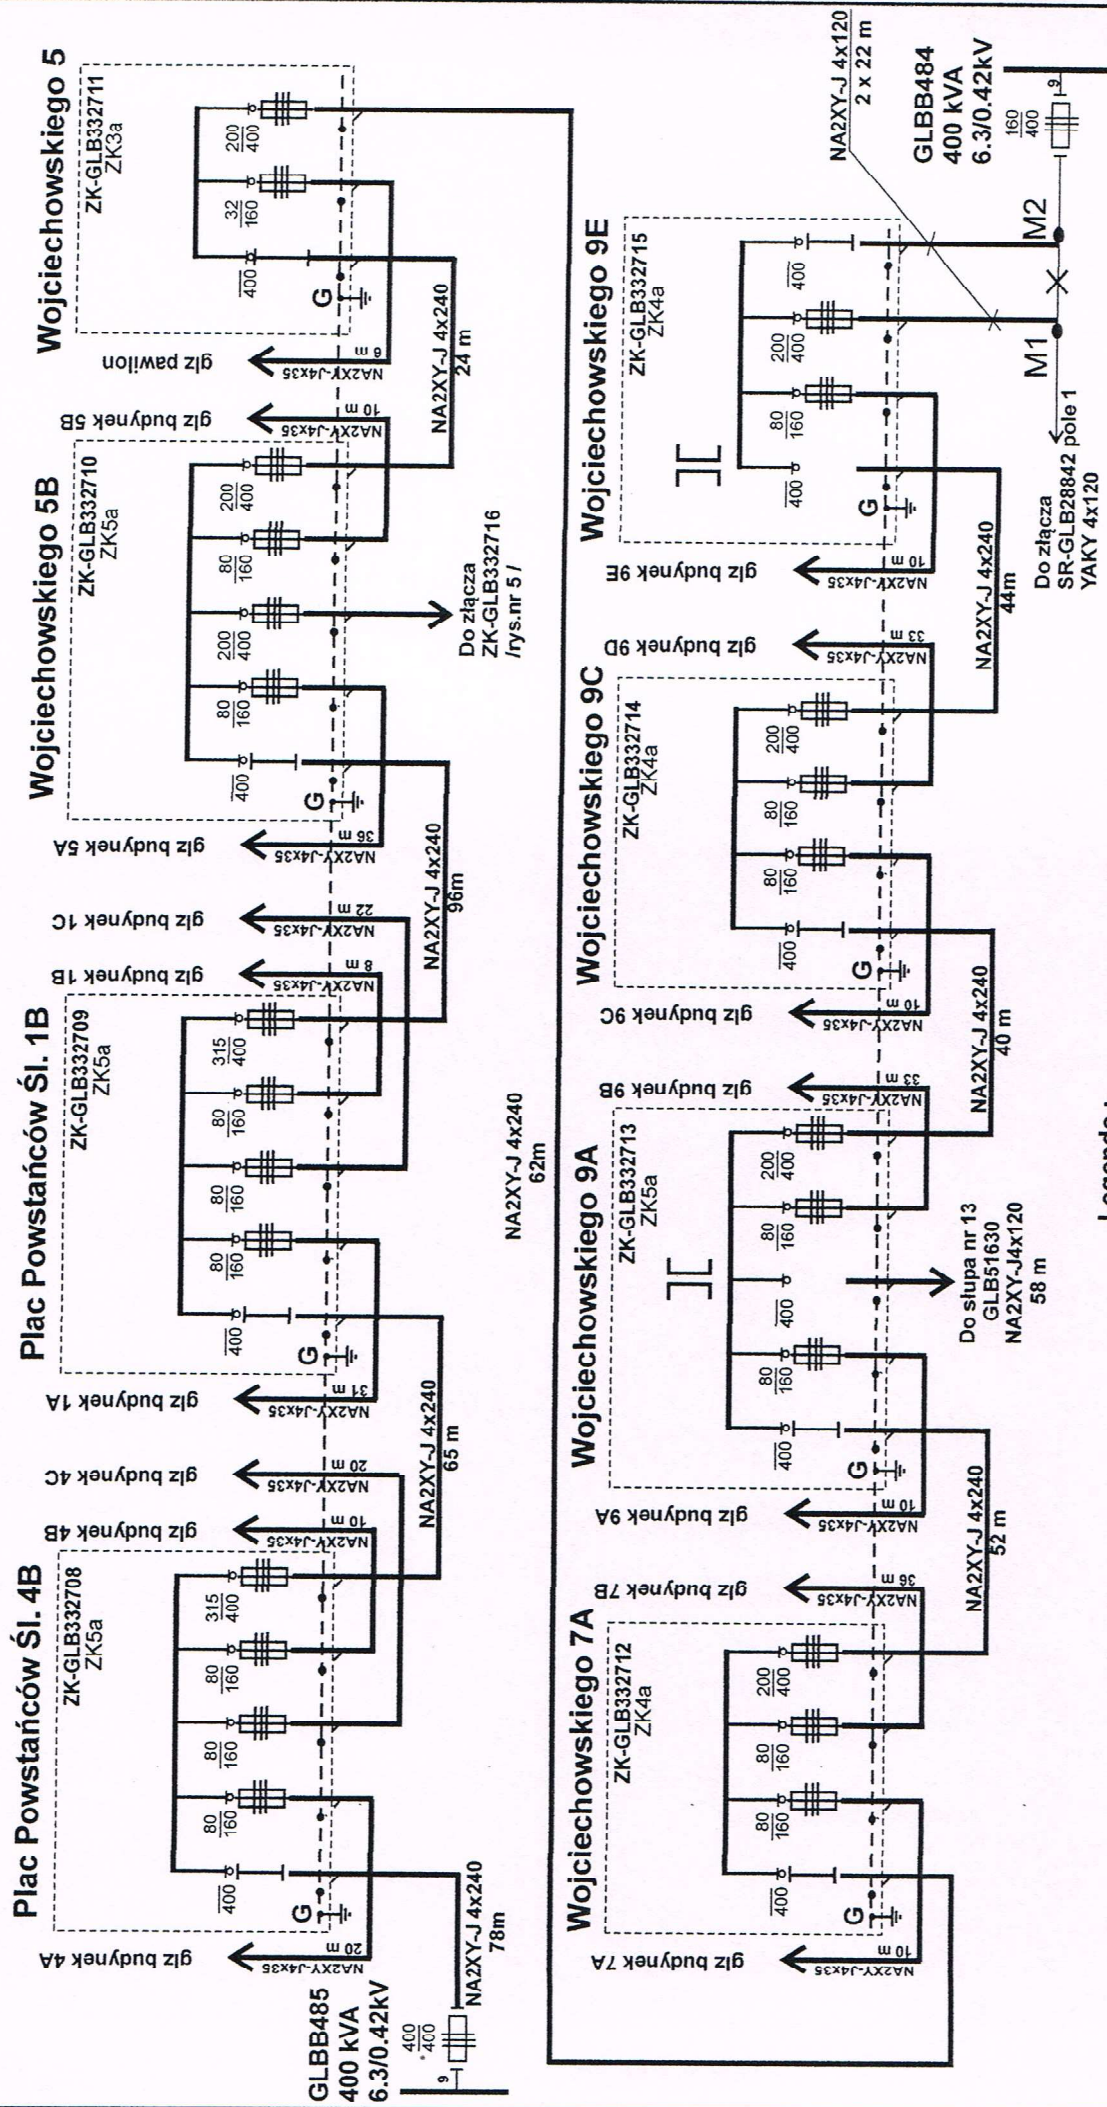 Plac Powstańców Śl. 4B
ZK-GLB332708
ZK5a
400
80
160
80
160
80
160
315
400
G
glz budynek 4A
NA2XY-J4x35
20 m
glz budynek 4B
NA2XY-J4x35
10 m
glz budynek 4C
NA2XY-J4x35
20 m
GLBB485
400 kVA
6.3/0.42kV
400
400
9
NA2XY-J 4x240
78m
NA2XY-J 4x240
65 m
Plac Powstańców Śl. 1B
ZK-GLB332709
ZK5a
400
80
160
80
160
80
160
315
400
G
glz budynek 1A
NA2XY-J4x35
31 m
glz budynek 1B
NA2XY-J4x35
8 m
glz budynek 1C
NA2XY-J4x35
22 m
NA2XY-J 4x240
96m
Wojciechowskiego 5B
ZK-GLB332710
ZK5a
400
80
160
200
400
80
160
200
400
G
glz budynek 5A
NA2XY-J4x35
36 m
glz budynek 5B
NA2XY-J4x35
10 m
Do złącza
ZK-GLB332716
/rys.nr 5 /
NA2XY-J 4x240
24 m
Wojciechowskiego 5
ZK-GLB332711
ZK3a
400
32
160
200
400
G
glz pawilon
NA2XY-J4x35
6 m
NA2XY-J 4x240
62m
Wojciechowskiego 7A
ZK-GLB332712
ZK4a
400
80
160
80
160
200
400
G
glz budynek 7A
NA2XY-J4x35
10 m
glz budynek 7B
NA2XY-J4x35
36 m
NA2XY-J 4x240
52 m
Wojciechowskiego 9A
ZK-GLB332713
ZK5a
400
80
160
400
80
160
200
400
G
glz budynek 9A
NA2XY-J4x35
10 m
glz budynek 9B
NA2XY-J4x35
33 m
Do słupa nr 13
GLB51630
NA2XY-J4x120
58 m
NA2XY-J 4x240
40 m
Wojciechowskiego 9C
ZK-GLB332714
ZK4a
400
80
160
80
160
200
400
G
glz budynek 9C
NA2XY-J4x35
10 m
glz budynek 9D
NA2XY-J4x35
33 m
NA2XY-J 4x240
44m
Wojciechowskiego 9E
ZK-GLB332715
ZK4a
400
80
160
200
400
400
G
glz budynek 9E
NA2XY-J4x35
10 m
NA2XY-J 4x120
2 x 22 m
GLBB484
400 kVA
6.3/0.42kV
160
400
9
M1
M2
Do złącza
SR-GLB28842 pole 1
YAKY 4x120